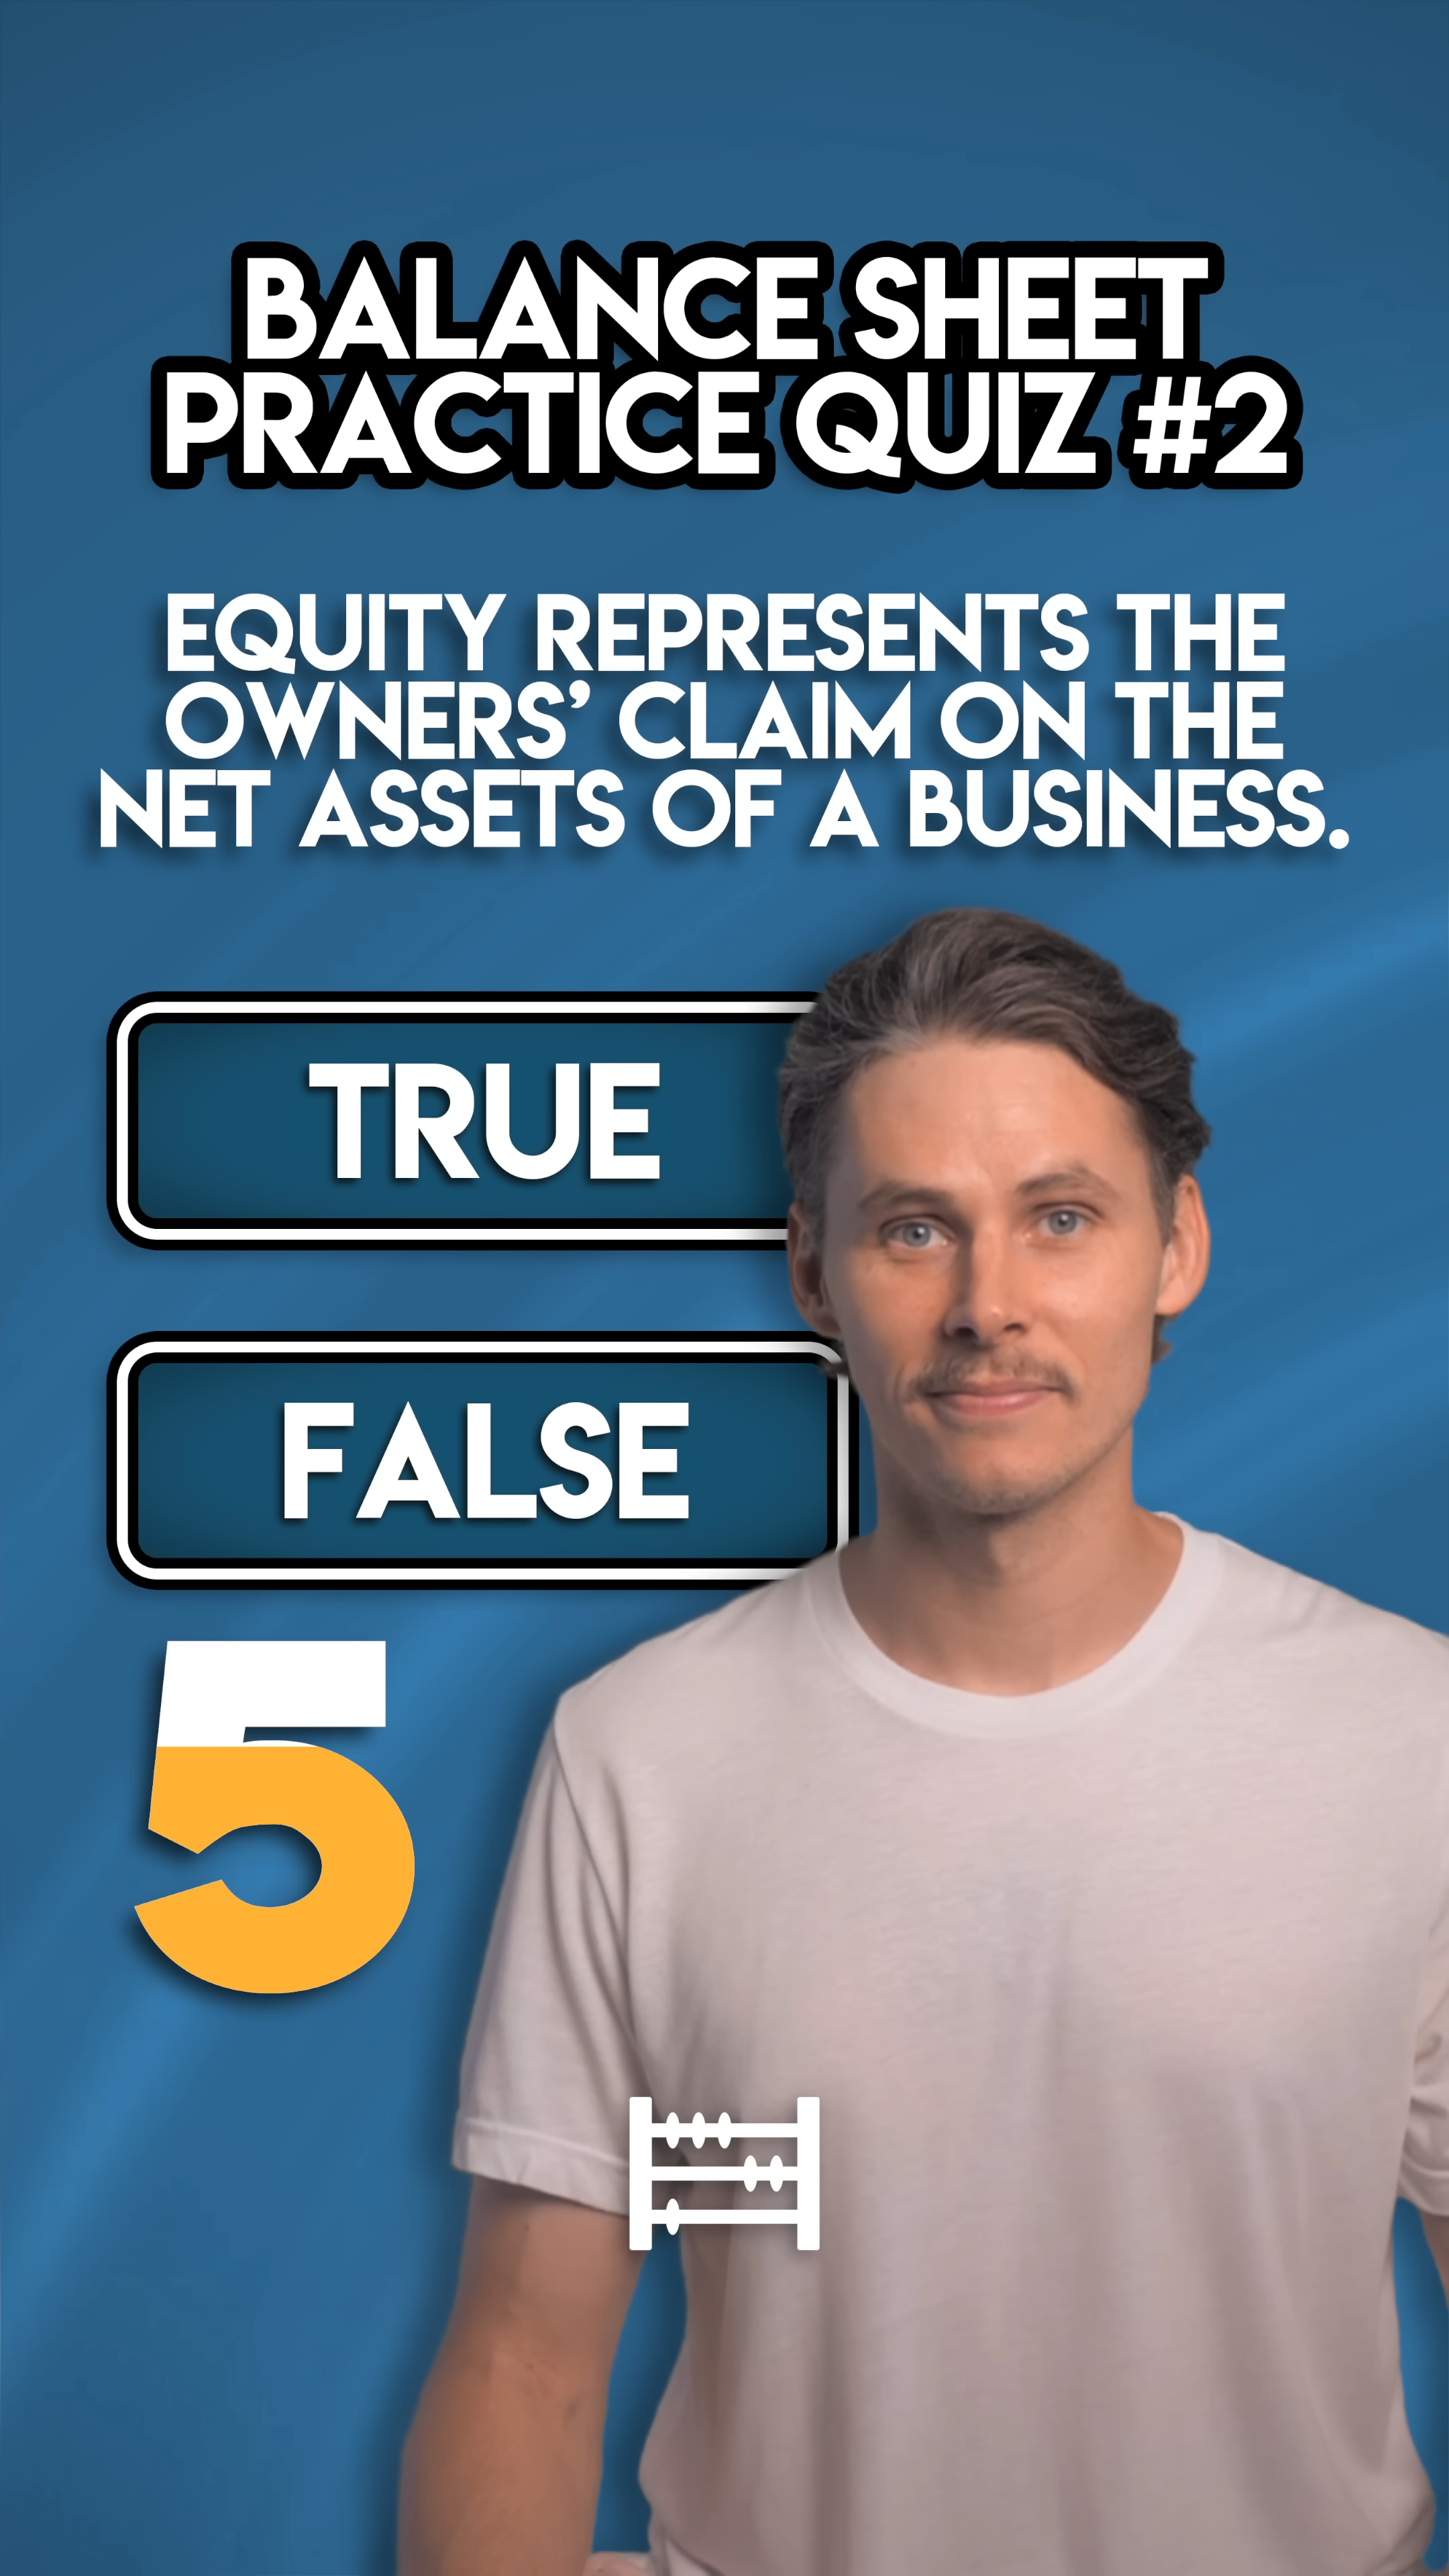 BALANCE SHEET
PRACTICE QUIZ #2
EQUITY REPRESENTS THE
OWNERS’ CLAIM ON THE
NET ASSETS OF A BUSINESS.
TRUE
FALSE
5